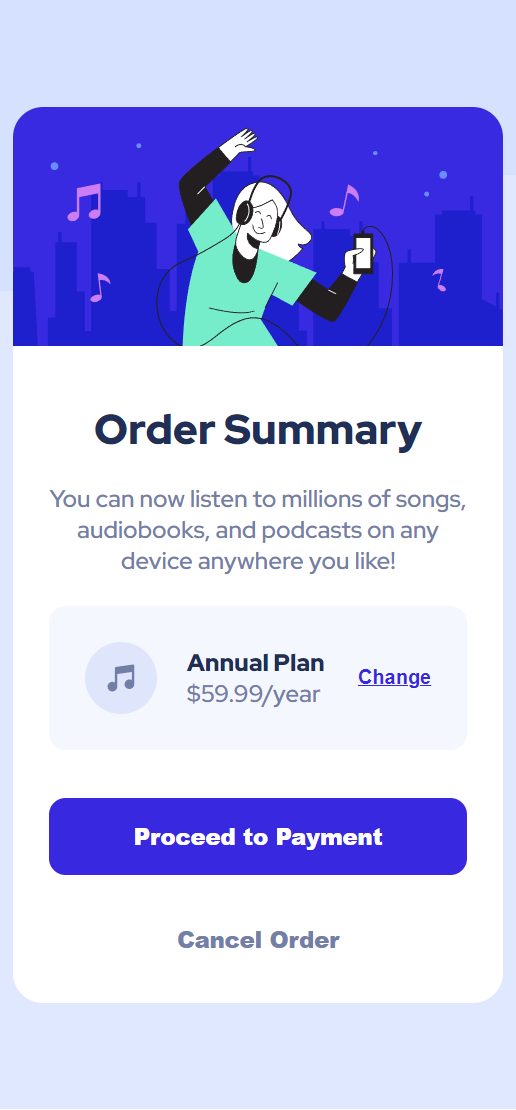 Order Summary
You can now listen to millions of songs,
audiobooks, and podcasts on any
device anywhere you like!
Annual Plan
$59.99/year
Change
Proceed to Payment
Cancel Order